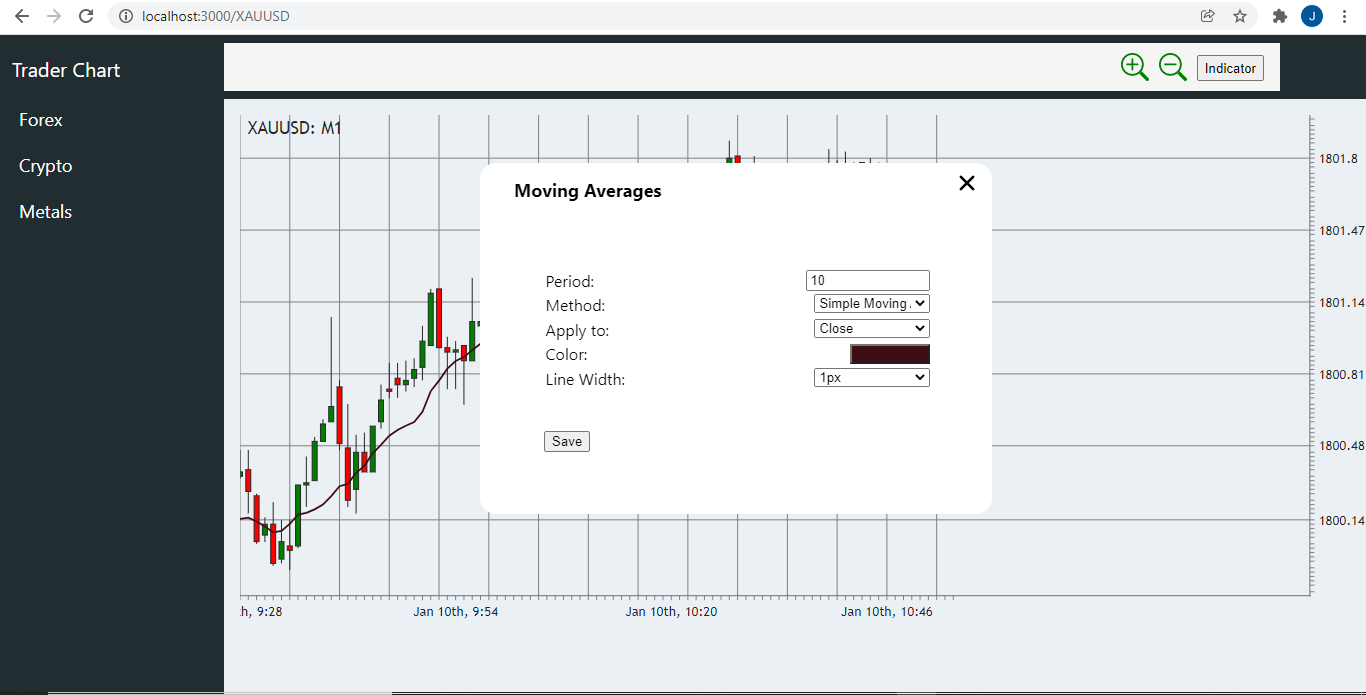 localhost:3000/XAUUSD
J
Trader Chart
Indicator
Forex
Crypto
Metals
XAUUSD: M1
Moving Averages
Period: 10
Method: Simple Moving
Apply to: Close
Color:
Line Width: 1px
Save
1801.8
1801.47
1801.14
1800.81
1800.48
1800.14
h, 9:28
Jan 10th, 9:54
Jan 10th, 10:20
Jan 10th, 10:46